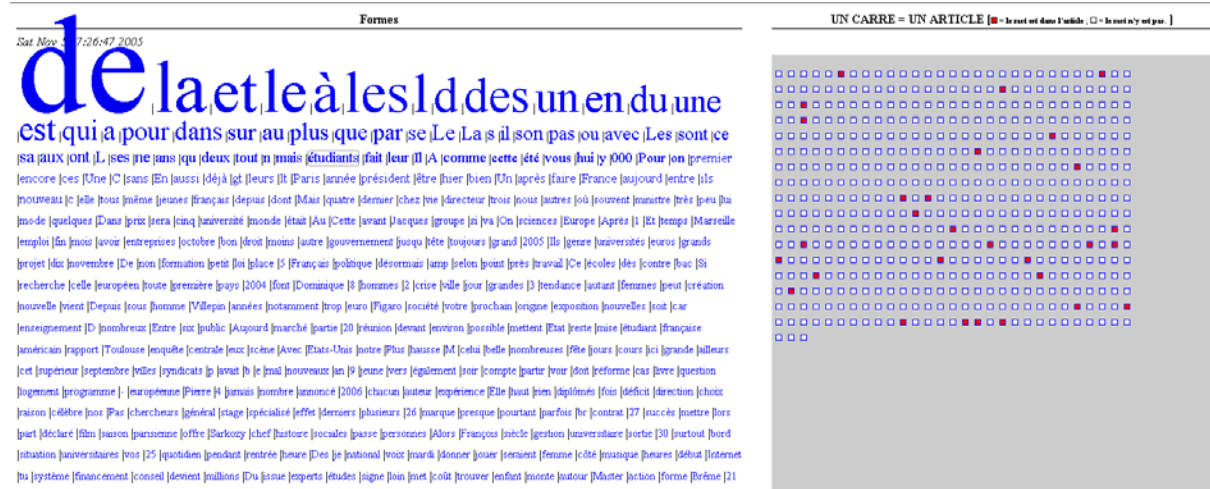 Formes
Sat Nov 5 7:26:47 2005
de |la |et |le |à |les |l |d |des |un |en |du |une
|est |qui |a |pour |dans |sur |au |plus |que |par |se |Le |La |s |il |son |pas |ou |avec |Les |sont |ce
|sa |aux |ont |L |ses |ne |ans |qu |deux |tout |n |mais |étudiants |fait |leur |Il |A |comme |cette |été |vous |hui |y |000 |Pour |on |premier
|encore |ces |Une |C |sans |En |aussi |déjà |gt |leurs |lt |Paris |année |président |être |hier |bien |Un |après |faire |France |aujourd |entre |ils
|nouveau |c |elle |tous |même |jeunes |français |depuis |dont |Mais |quatre |dernier |chez |vie |directeur |trois |nous |autres |où |souvent |ministre |très |peu |lui
|mode |quelques |Dans |prix |sera |cinq |université |monde |était |Au |Cette |avant |Jacques |groupe |si |va |On |sciences |Europe |Après |1 |Et |temps |Marseille
|emploi |fin |mois |avoir |entreprises |octobre |bon |droit |moins |autre |gouvernement |jusqu |tête |toujours |grand |2005 |Ils |genre |universités |euros |grands
|projet |dix |novembre |De |non |formation |petit |loi |place |5 |Français |politique |désormais |amp |selon |point |près |travail |Ce |écoles |dès |contre |bac |Si
|recherche |celle |européen |toute |première |pays |2004 |font |Dominique |8 |hommes |2 |crise |ville |jour |grandes |3 |tendance |autant |femmes |peut |création
|nouvelle |vient |Depuis |sous |homme |Villepin |années |notamment |trop |euro |Figaro |société |votre |prochain |origine |exposition |nouvelles |soit |car
|enseignement |D |nombreux |Entre |six |public |Aujourd |marché |partie |20 |réunion |devant |environ |possible |mettent |Etat |reste |mise |étudiant |française
|américain |rapport |Toulouse |enquête |centrale |eux |scène |Avec |Etats-Unis |notre |Plus |hausse |M |celui |belle |nombreuses |fête |jours |cours |ici |grande |ailleurs
|cet |supérieur |septembre |villes |syndicats |p |avait |b |e |mal |nouveaux |an |9 |jeune |vers |également |soir |compte |partir |voir |doit |réforme |cas |livre |question
|logement |programme |- |européenne |Pierre |4 |jamais |nombre |annoncé |2006 |chacun |auteur |expérience |Elle |haut |rien |diplômés |fois |déficit |direction |choix
|raison |célèbre |nos |Pas |chercheurs |général |stage |spécialisé |effet |derniers |plusieurs |26 |marque |presque |pourtant |parfois |br |contrat |27 |succès |mettre |lors
|part |déclaré |film |saison |parisienne |offre |Sarkozy |chef |histoire |sociales |passe |personnes |Alors |François |siècle |gestion |universitaire |sortie |30 |surtout |bord
|situation |universitaires |vos |25 |quotidien |pendant |rentrée |heure |Des |je |national |voix |mardi |donner |jouer |seraient |femme |côté |musique |heures |début |Internet
|tu |système |financement |conseil |devient |millions |Du |issue |experts |études |signe |loin |met |coût |trouver |enfant |monte |autour |Master |action |forme |Brême |21
UN CARRE = UN ARTICLE [ = le mot est dans l'article ; = le mot n'y est pas. ]